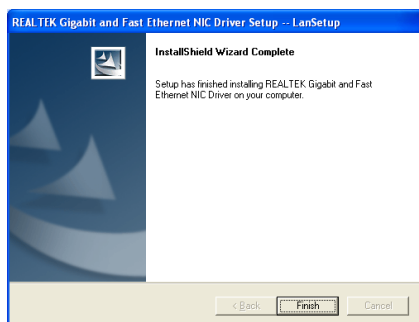 REALTEK Gigabit and Fast Ethernet NIC Driver Setup -- LanSetup
InstallShield Wizard Complete
Setup has finished installing REALTEK Gigabit and Fast
Ethernet NIC Driver on your computer.
< Back
Finish
Cancel